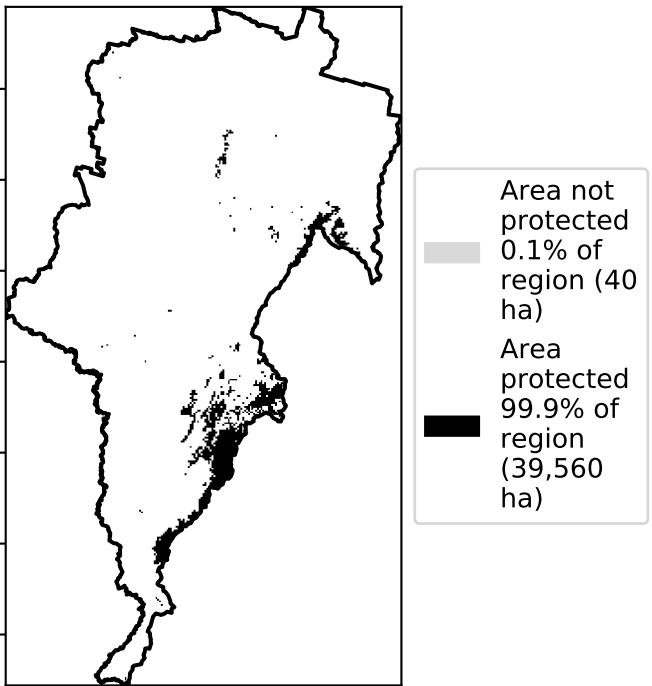 Area not
protected
0.1% of
region (40
ha)
Area
protected
99.9% of
region
(39,560
ha)